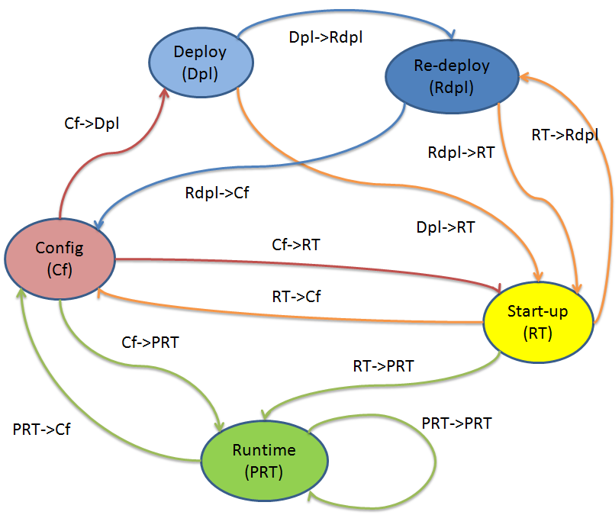 Deploy
(Dpl)
Dpl->Rdpl
Re-deploy
(Rdpl)
Cf->Dpl
RT->Rdpl
Rdpl->RT
Rdpl->Cf
Dpl->RT
Config
(Cf)
Cf->RT
RT->Cf
Start-up
(RT)
Cf->PRT
RT->PRT
PRT->Cf
PRT->PRT
Runtime
(PRT)